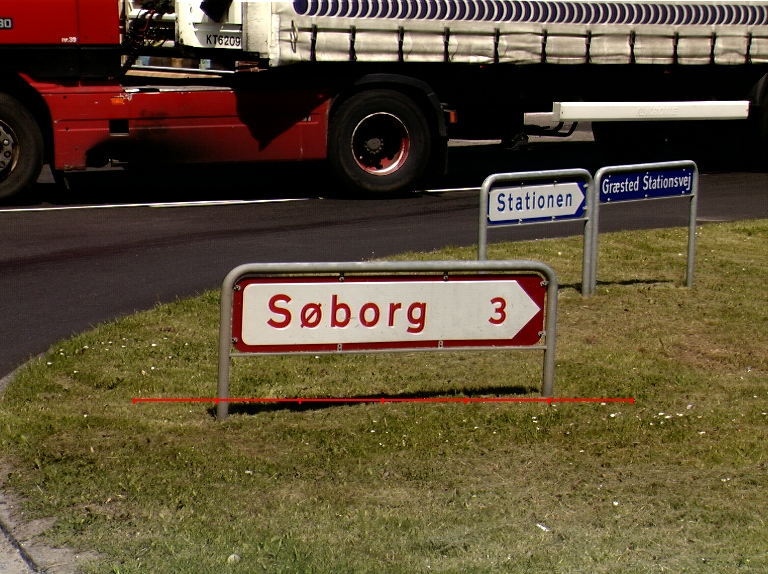 KT6209
Stationen
Græsted Stationsvej
Søborg 3